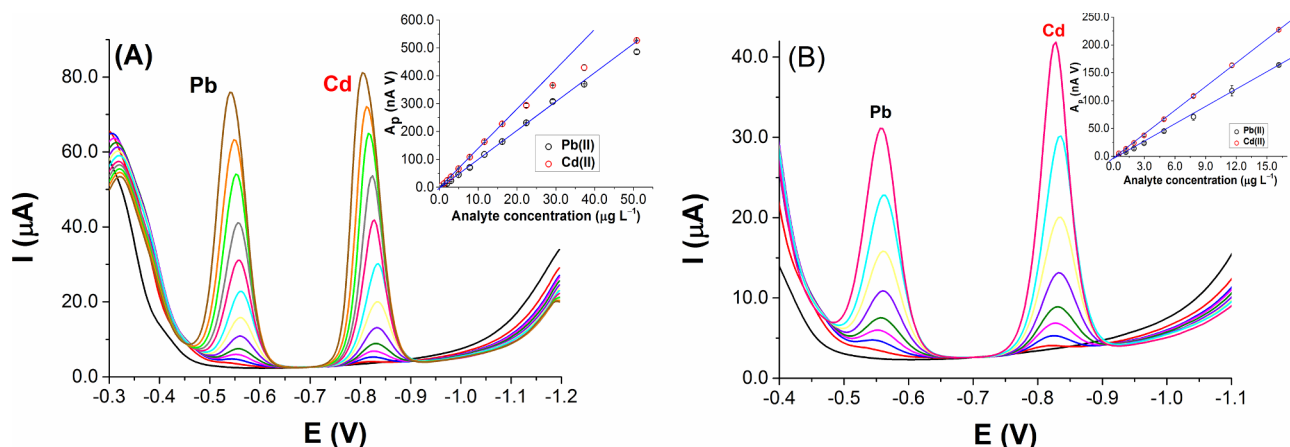 (A)
Pb
Cd
I (µA)
80.0
60.0
40.0
20.0
0.0
-0.3 -0.4 -0.5 -0.6 -0.7 -0.8 -0.9 -1.0 -1.1 -1.2
E (V)
Ap (nA V)
600.0
500.0
400.0
300.0
200.0
100.0
0.0
0.0 10.0 20.0 30.0 40.0 50.0
Analyte concentration (µg L⁻¹)
Pb(II)
Cd(II)
(B)
Pb
Cd
I (µA)
40.0
30.0
20.0
10.0
0.0
-0.4 -0.5 -0.6 -0.7 -0.8 -0.9 -1.0 -1.1
E (V)
Ap (nA V)
250.0
200.0
150.0
100.0
50.0
0.0
0.0 3.0 6.0 9.0 12.0 15.0
Analyte concentration (µg L⁻¹)
Pb(II)
Cd(II)